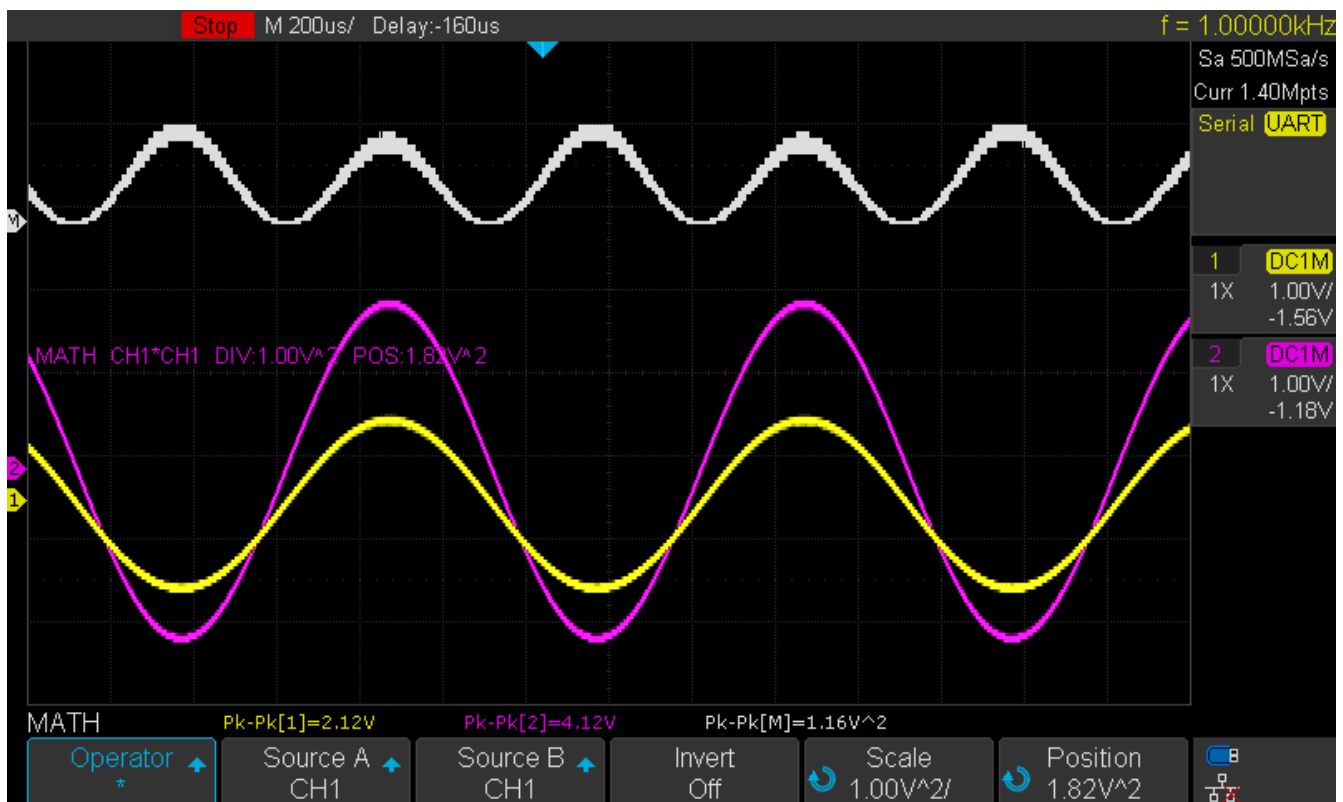 Stop M 200us/ Delay:-160us f = 1.00000kHz
Sa 500MSa/s
Curr 1.40Mpts
Serial UART
M
1 DC1M
1X 1.00V/
-1.56V
MATH CH1*CH1 DIV:1.00V^2 POS:1.82V^2
2 DC1M
1X 1.00V/
-1.18V
2
1
MATH Pk-Pk[1]=2.12V Pk-Pk[2]=4.12V Pk-Pk[M]=1.16V^2
Operator Source A Source B Invert Scale Position
* CH1 CH1 Off 1.00V^2/ 1.82V^2